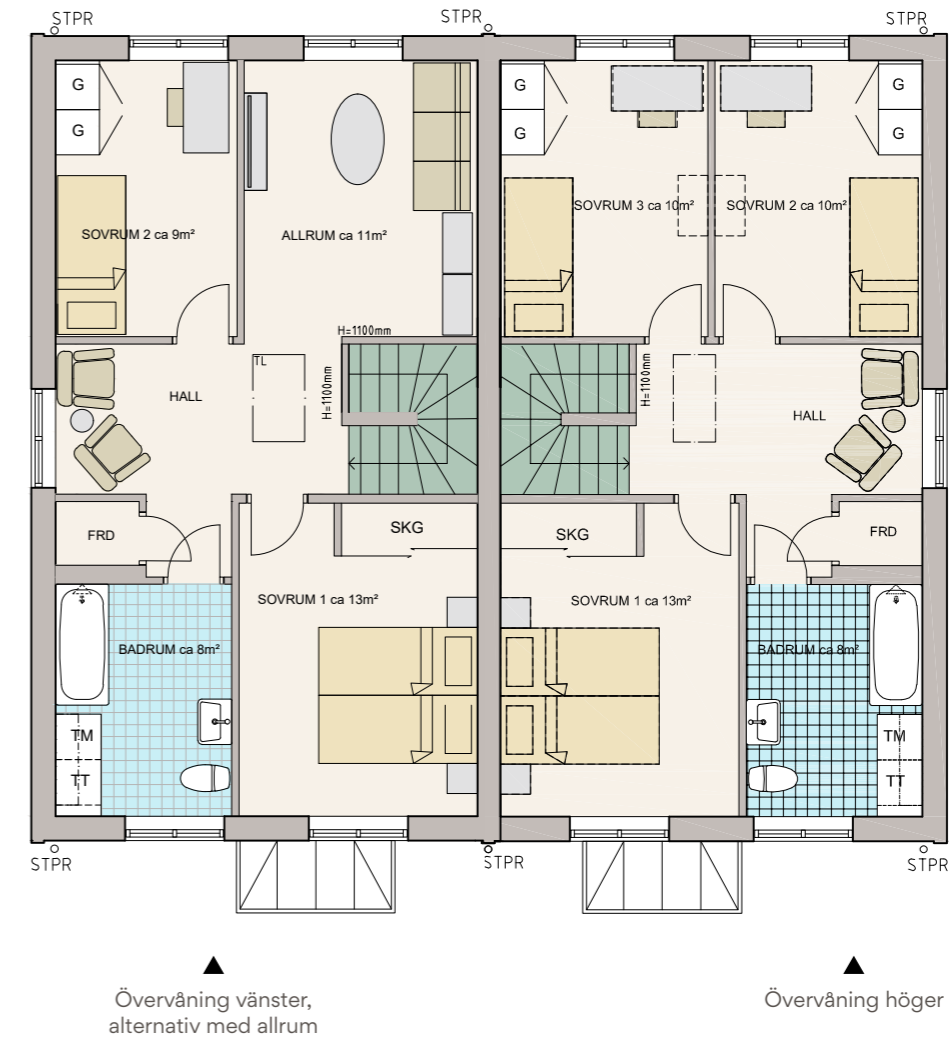 STPR
STPR
STPR
G
G
SOVRUM 2 ca 9m²
ALLRUM ca 11m²
H=1100mm
H=1100mm
TL
HALL
FRD
SKG
SOVRUM 1 ca 13m²
BADRUM ca 8m²
TM
TT
G
G
SOVRUM 3 ca 10m²
SOVRUM 2 ca 10m²
G
G
H=1100mm
HALL
SKG
FRD
SOVRUM 1 ca 13m²
BADRUM ca 8m²
TM
TT
STPR
STPR
STPR
Övervåning vänster,
alternativ med allrum
Övervåning höger